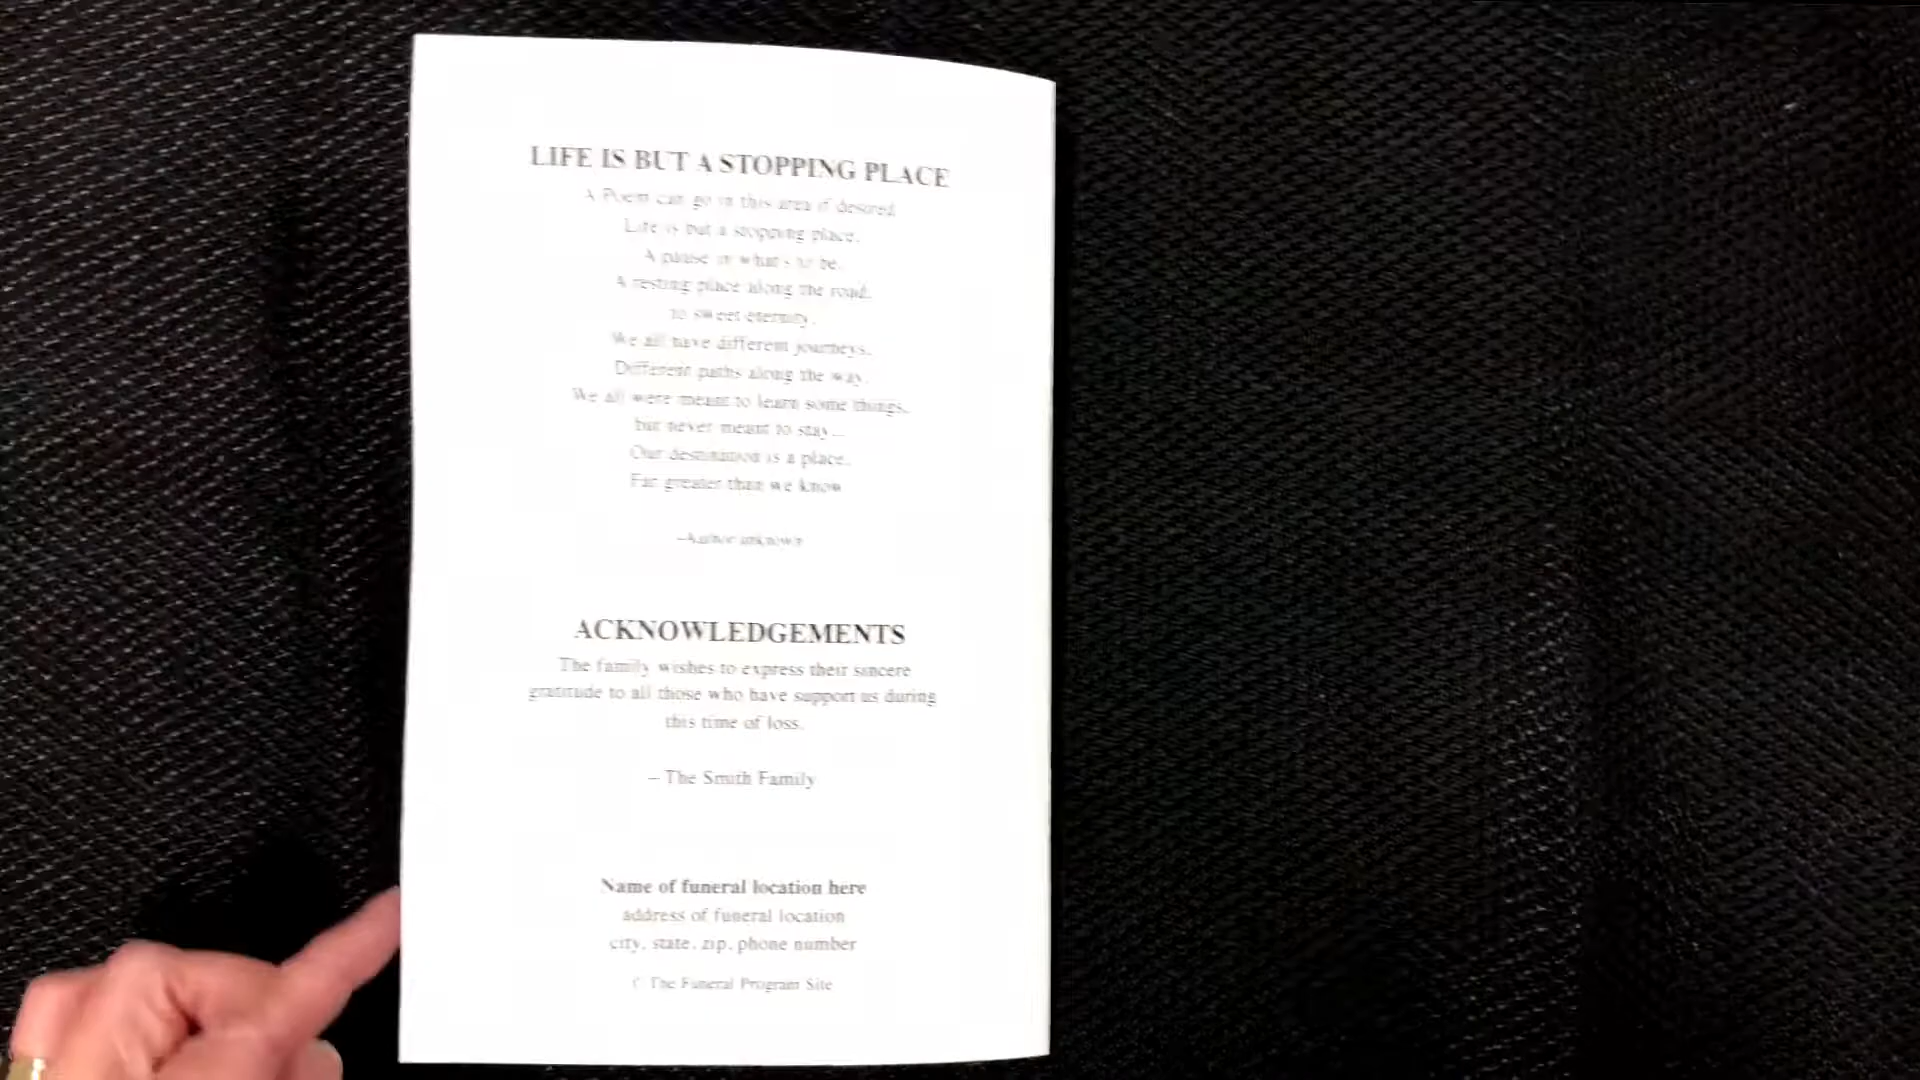 LIFE IS BUT A STOPPING PLACE
A Poem can go in this area if desired.
Life is but a stopping place,
A pause in what's to be,
A resting place along the road,
to sweet eternity.
We all have different journeys,
Different paths along the way,
We all were meant to learn some things,
but never meant to stay...
Our destination is a place,
Far greater than we know
–Author unknown
ACKNOWLEDGEMENTS
The family wishes to express their sincere
gratitude to all those who have support us during
this time of loss.
– The Smith Family
Name of funeral location here
address of funeral location
city, state, zip, phone number
The Funeral Program Site